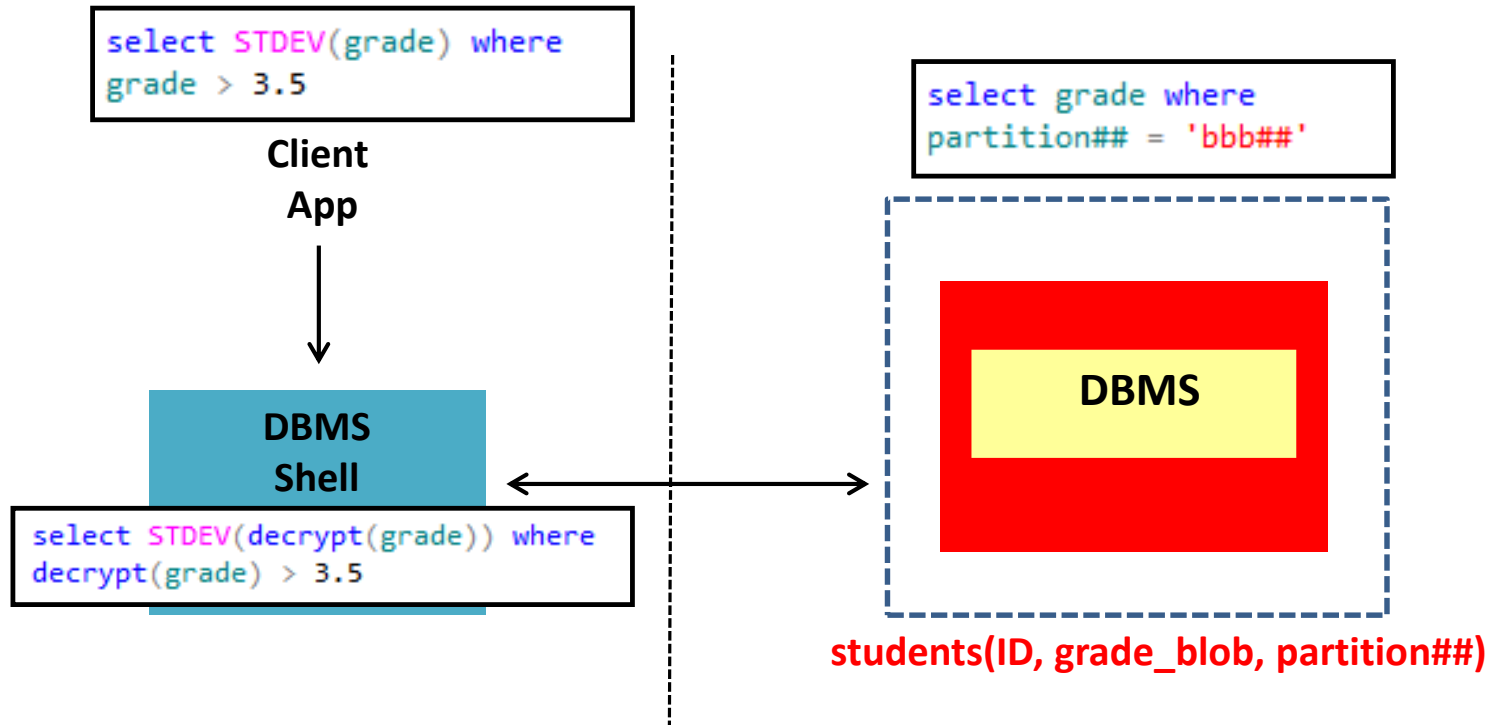 select STDEV(grade) where
grade > 3.5
Client
App
DBMS
Shell
select STDEV(decrypt(grade)) where
decrypt(grade) > 3.5
select grade where
partition## = 'bbb##'
DBMS
students(ID, grade_blob, partition##)